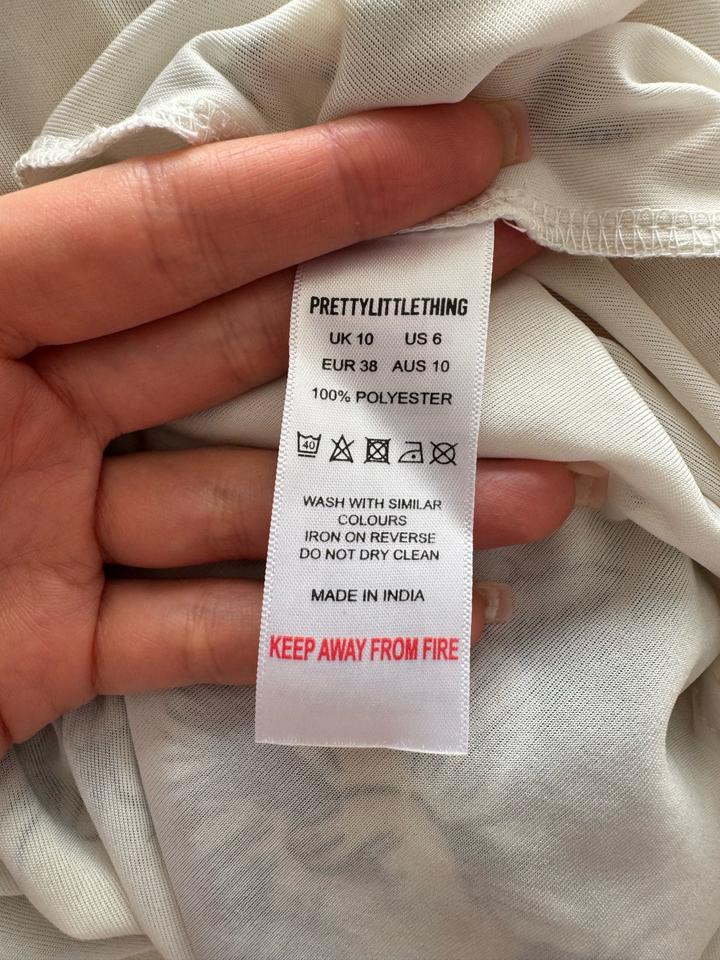 PRETTYLITTLETHING
UK 10 US 6
EUR 38 AUS 10
100% POLYESTER
40
WASH WITH SIMILAR
COLOURS
IRON ON REVERSE
DO NOT DRY CLEAN
MADE IN INDIA
KEEP AWAY FROM FIRE